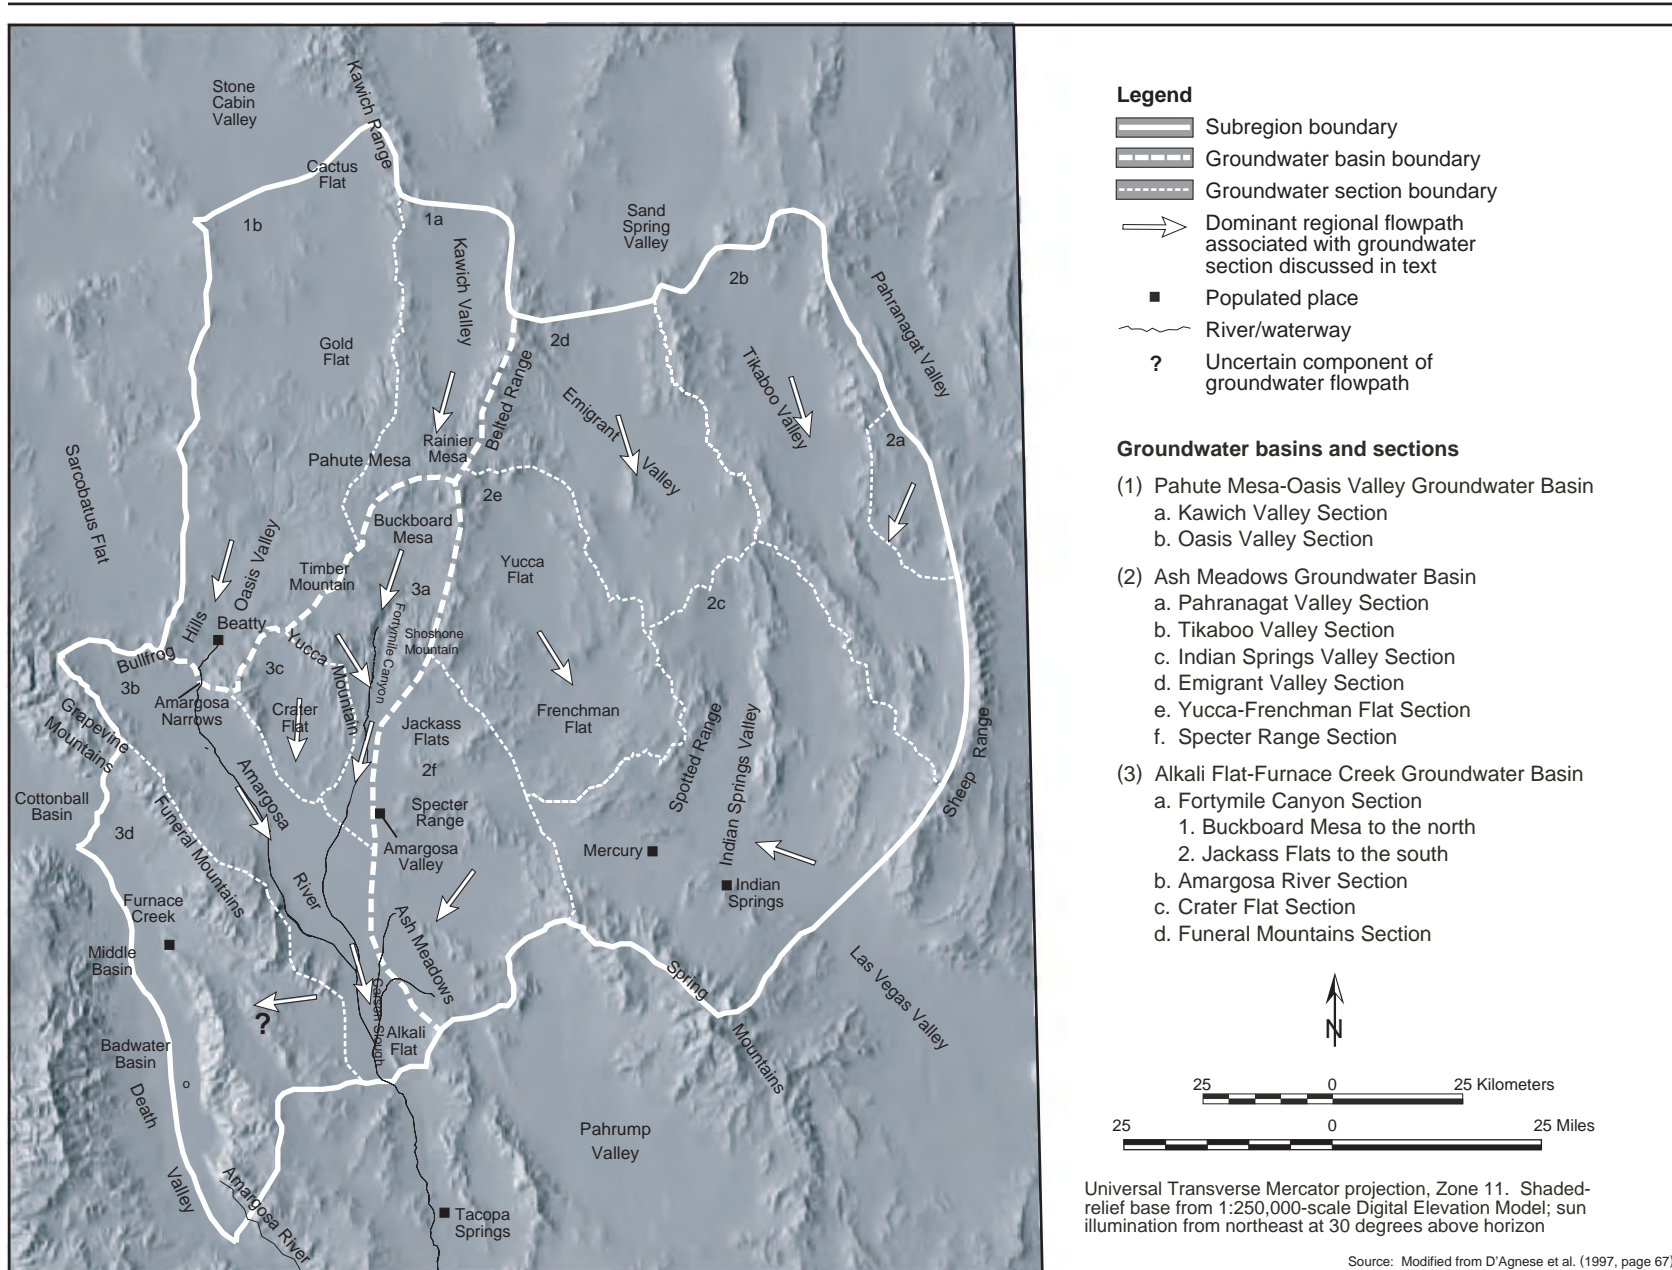 Stone
Cabin
Valley
Kawich Range
Cactus
Flat
1b
1a
Kawich Valley
Sand
Spring
Valley
2b
Pahranagat Valley
2d
Gold
Flat
Belted Range
Tikaboo Valley
Emigrant
Valley
2a
Rainier
Mesa
Pahute Mesa
Sarcobatus Flat
2e
Buckboard
Mesa
Oasis Valley
Timber
Mountain
Yucca
Flat
3a
2c
Fortymile Canyon
Hills
Beatty
Bullfrog
Yucca
Mountain
Shoshone
Mountain
3c
3b
Amargosa
Narrows
Crater
Flat
Grapevine
Mountains
Jackass
Flats
Frenchman
Flat
Spotted Range
Indian Springs Valley
Sheep
Range
2f
Cottonball
Basin
Amargosa
River
Funeral Mountains
Specter
Range
3d
Amargosa
Valley
Mercury
Indian
Springs
Furnace
Creek
Middle
Basin
Ash Meadows
Spring
Mountains
Las Vegas Valley
?
Carson Slough
Alkali
Flat
Badwater
Basin
o
Death
Valley
Pahrump
Valley
Amargosa River
Tacopa
Springs
Legend
Subregion boundary
Groundwater basin boundary
Groundwater section boundary
Dominant regional flowpath
associated with groundwater
section discussed in text
Populated place
River/waterway
? Uncertain component of
groundwater flowpath
Groundwater basins and sections
(1) Pahute Mesa-Oasis Valley Groundwater Basin
a. Kawich Valley Section
b. Oasis Valley Section
(2) Ash Meadows Groundwater Basin
a. Pahranagat Valley Section
b. Tikaboo Valley Section
c. Indian Springs Valley Section
d. Emigrant Valley Section
e. Yucca-Frenchman Flat Section
f. Specter Range Section
(3) Alkali Flat-Furnace Creek Groundwater Basin
a. Fortymile Canyon Section
1. Buckboard Mesa to the north
2. Jackass Flats to the south
b. Amargosa River Section
c. Crater Flat Section
d. Funeral Mountains Section
N
25 0 25 Kilometers
25 0 25 Miles
Universal Transverse Mercator projection, Zone 11. Shaded-
relief base from 1:250,000-scale Digital Elevation Model; sun
illumination from northeast at 30 degrees above horizon
Source: Modified from D'Agnese et al. (1997, page 67)